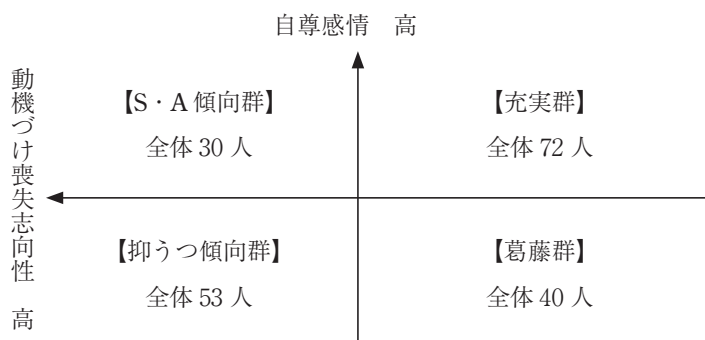 自尊感情　高
動機づけ喪失志向性　高
【S・A 傾向群】
全体 30 人
【充実群】
全体 72 人
【抑うつ傾向群】
全体 53 人
【葛藤群】
全体 40 人